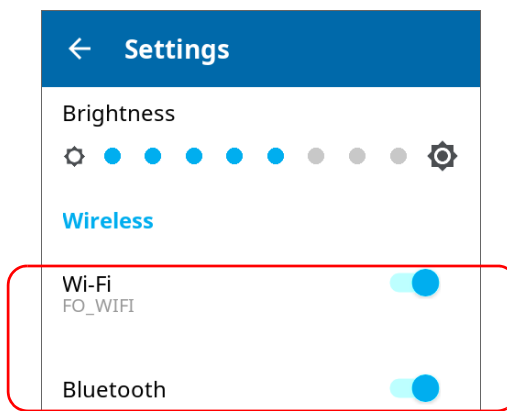 Settings
Brightness
Wireless
Wi-Fi
FO_WIFI
Bluetooth